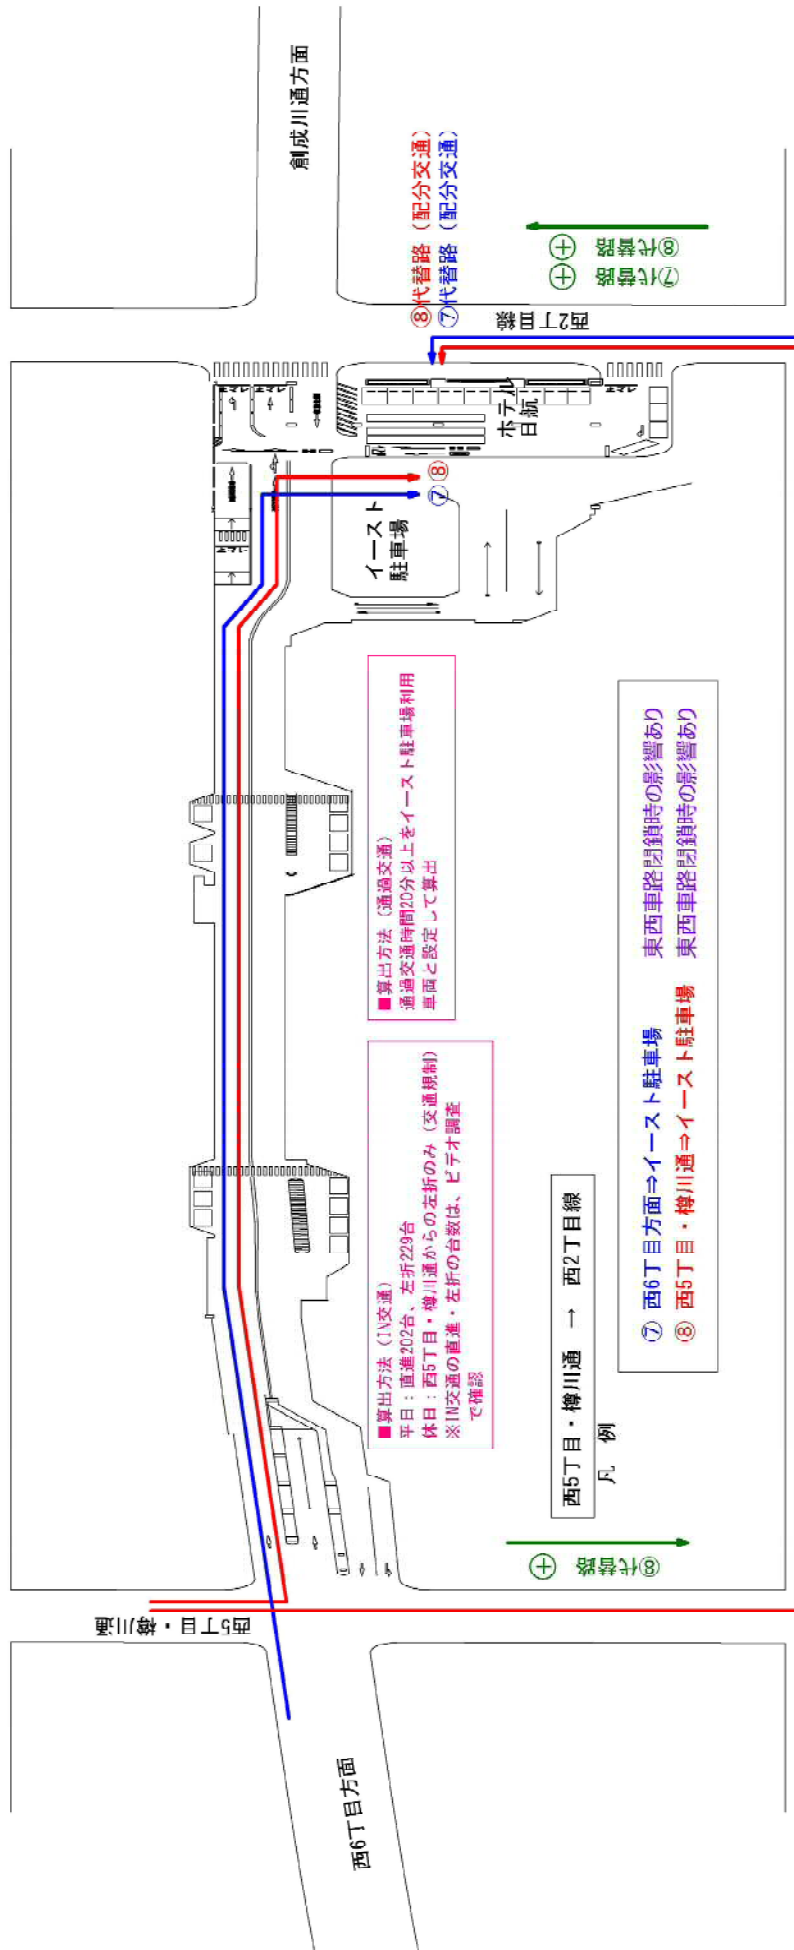 創成川通方面
⑧代替路（配分交通）
⑦代替路（配分交通）
⑧代替路 ＋
⑦代替路 ＋
西2丁目線
ホテル
日航
⑦⑧
イースト
駐車場
■算出方法（通過交通）
通過交通時間20分以上をイースト駐車場利用
車両と設定して算出
■算出方法（IN交通）
平日：直進202台、左折229台
休日：西5丁目・樽川通からの左折のみ（交通規制）
※IN交通の直進・左折の台数は、ビデオ調査
で確認
⑦ 西6丁目方面⇒イースト駐車場 東西車路閉鎖時の影響あり
⑧ 西5丁目・樽川通⇒イースト駐車場 東西車路閉鎖時の影響あり
西5丁目・樽川通 → 西2丁目線
凡 例
⑧代替路 ＋
西5丁目・樽川通
西6丁目方面